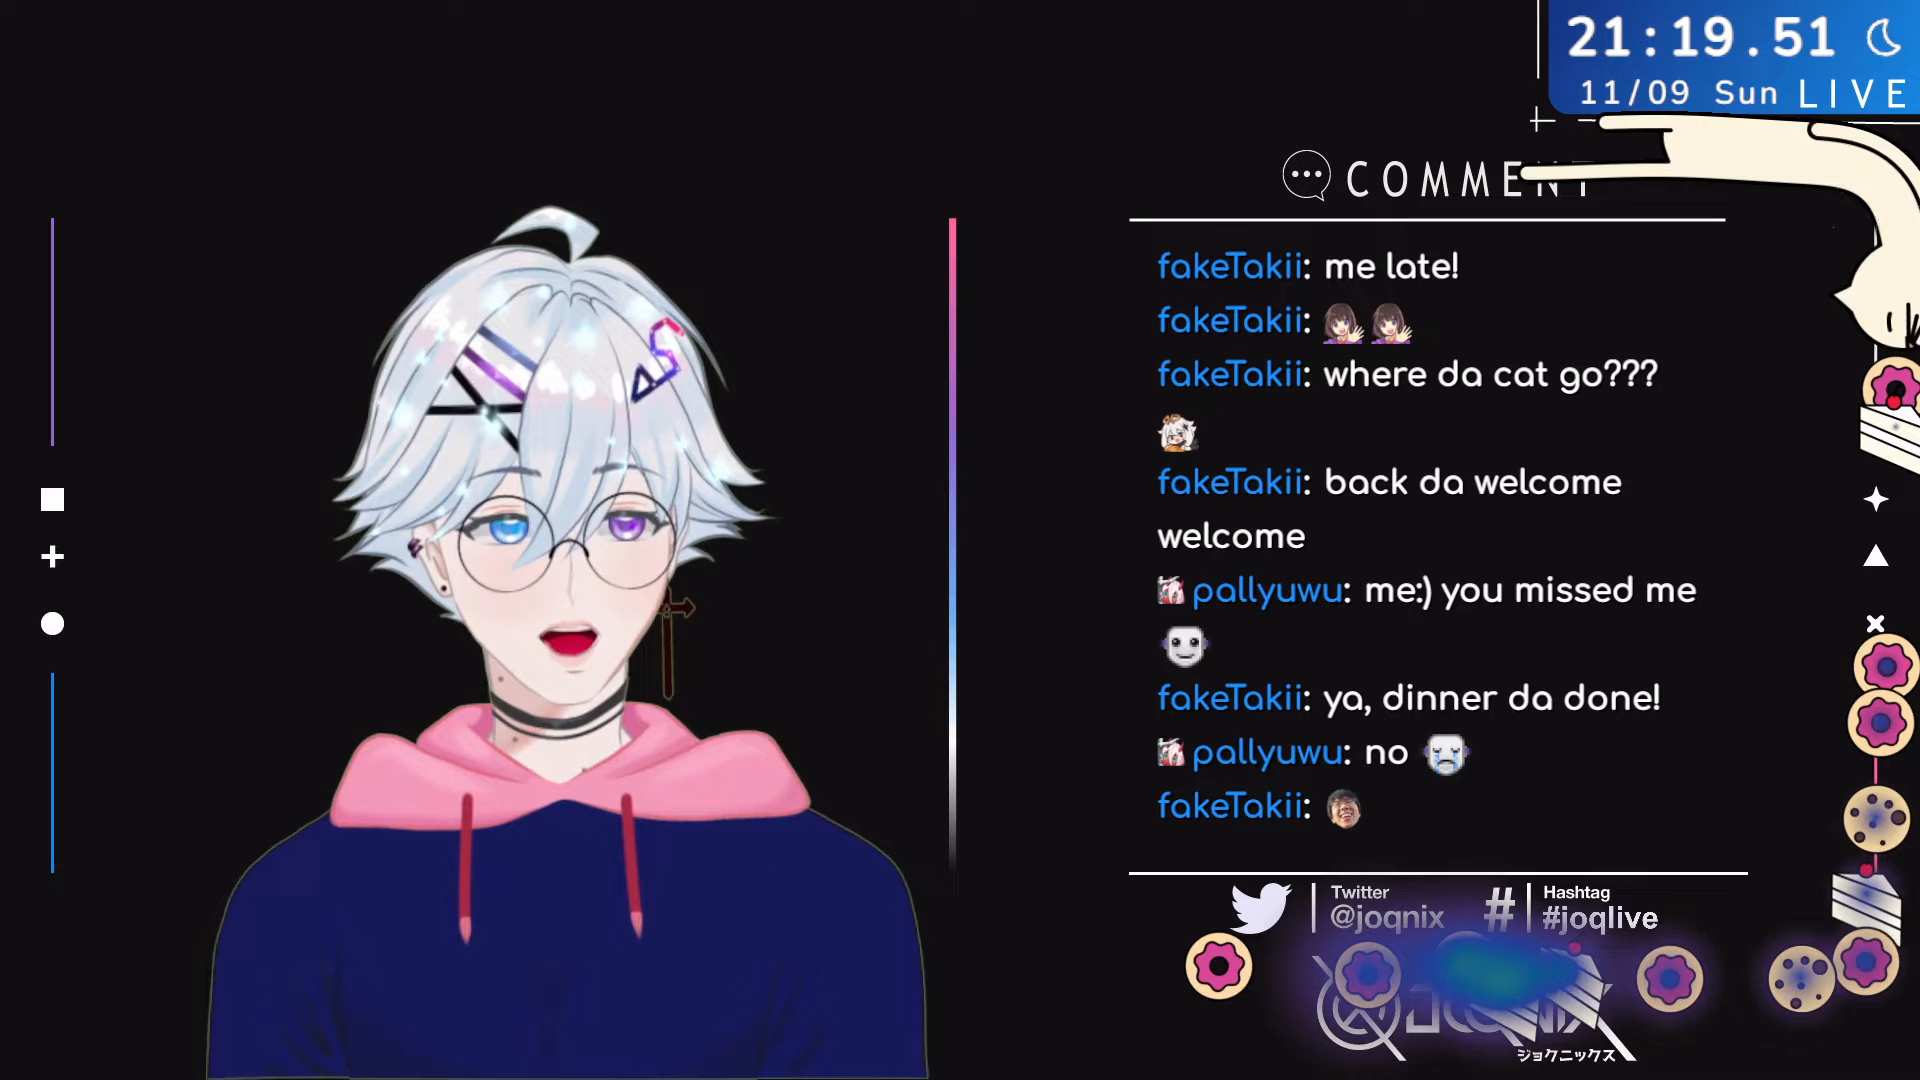 21:19.51
11/09 Sun LIVE
COMMENT
fakeTakii: me late!
fakeTakii:
fakeTakii: where da cat go???
fakeTakii: back da welcome
welcome
pallyuwu: me:) you missed me
fakeTakii: ya, dinner da done!
pallyuwu: no
fakeTakii:
Twitter
@joqnix
# Hashtag
#joqlive
JOQNIX
ジョクニックス